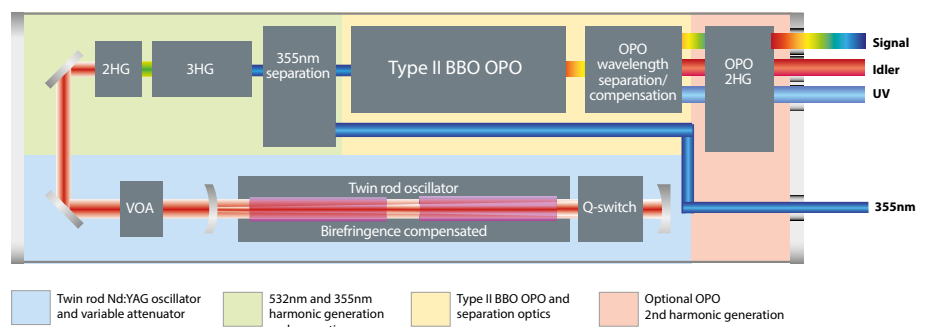 2HG
3HG
355nm
separation
Type II BBO OPO
OPO
wavelength
separation/
compensation
OPO
2HG
Signal
Idler
UV
VOA
Twin rod oscillator
Birefringence compensated
Q-switch
355nm
Twin rod Nd:YAG oscillator
and variable attenuator
532nm and 355nm
harmonic generation
Type II BBO OPO and
separation optics
Optional OPO
2nd harmonic generation